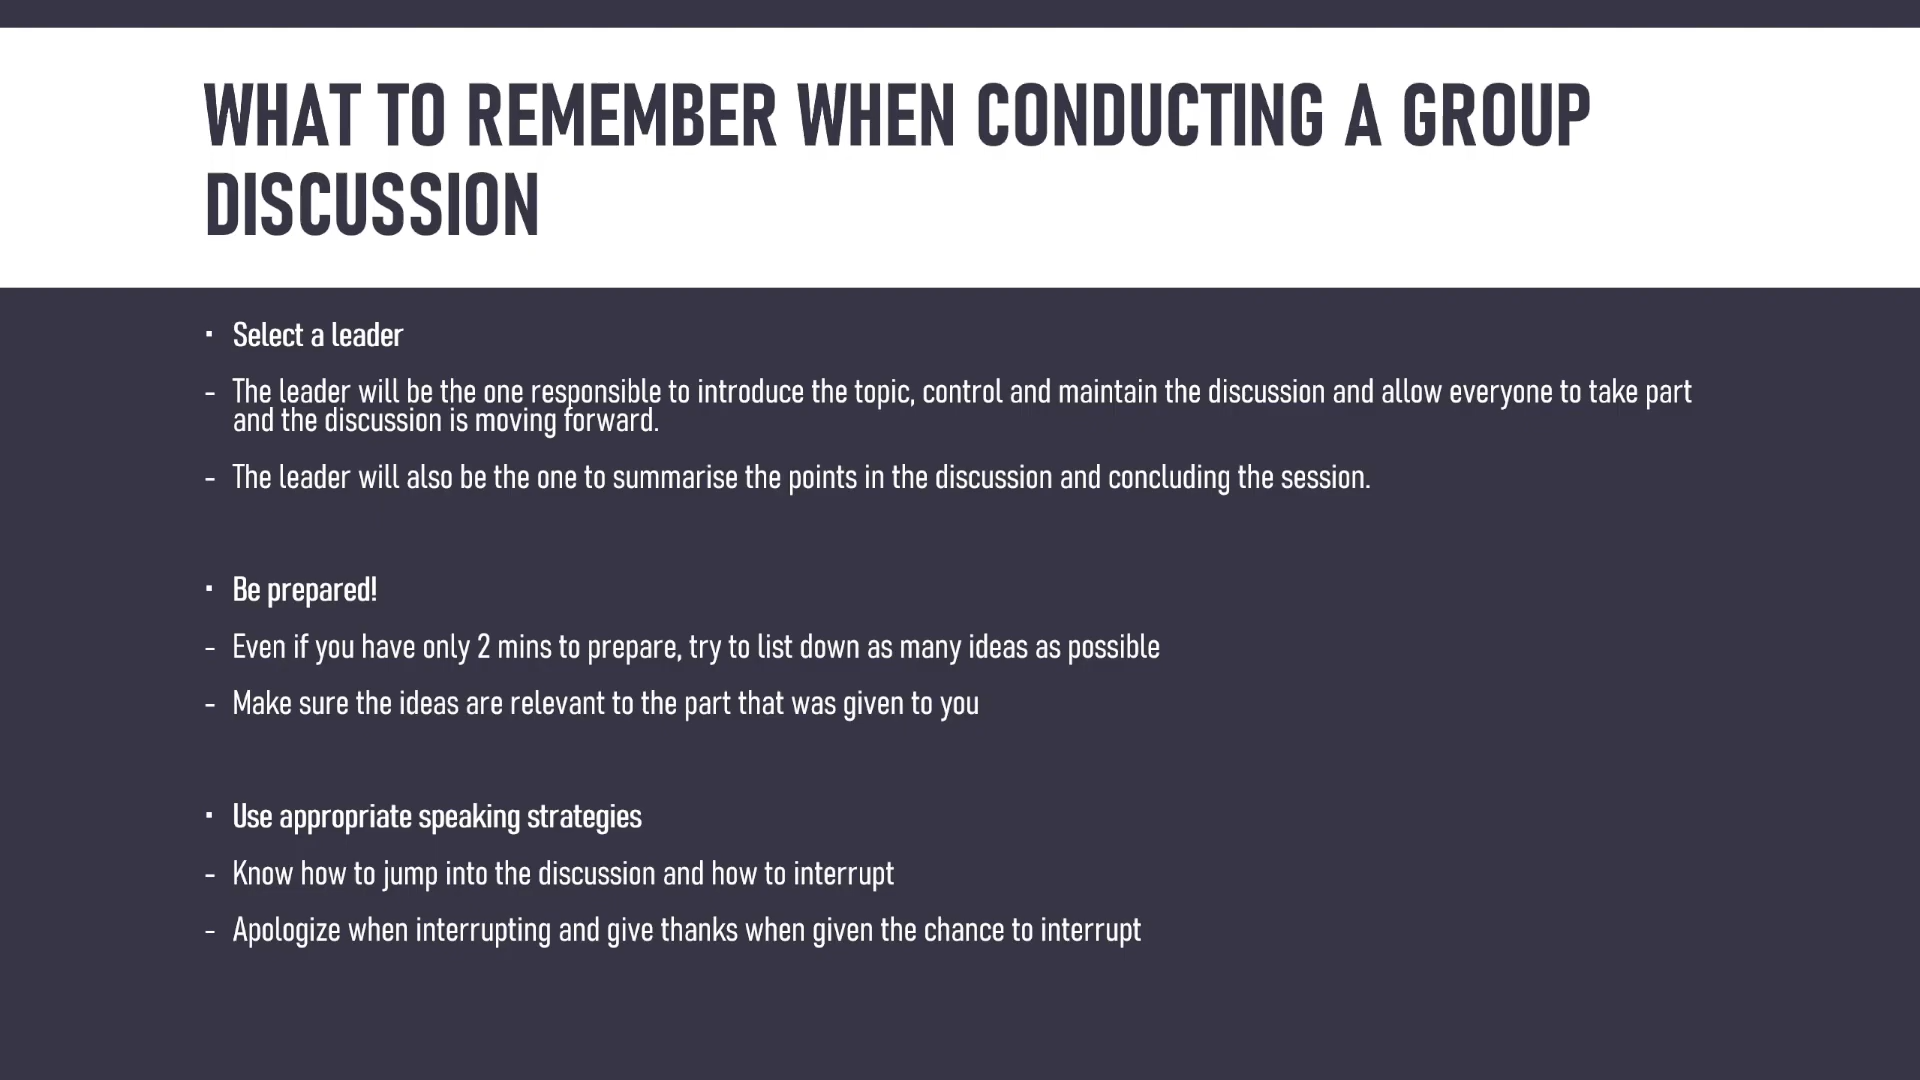 WHAT TO REMEMBER WHEN CONDUCTING A GROUP
DISCUSSION
▪ Select a leader
- The leader will be the one responsible to introduce the topic, control and maintain the discussion and allow everyone to take part
and the discussion is moving forward.
- The leader will also be the one to summarise the points in the discussion and concluding the session.
▪ Be prepared!
- Even if you have only 2 mins to prepare, try to list down as many ideas as possible
- Make sure the ideas are relevant to the part that was given to you
▪ Use appropriate speaking strategies
- Know how to jump into the discussion and how to interrupt
- Apologize when interrupting and give thanks when given the chance to interrupt